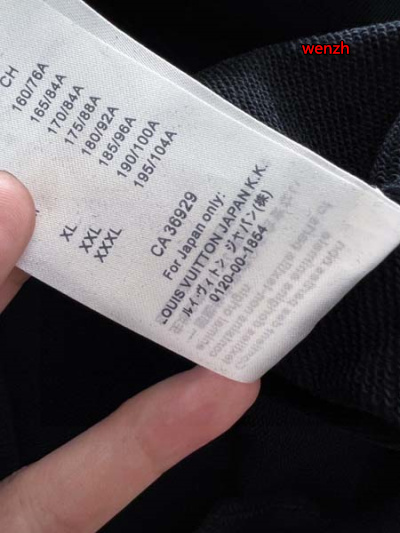 wenzh
CH
160/76A
165/84A
170/84A
175/88A
180/92A
185/96A
190/100A
195/104A
XL
XXL
XXXL
CA 36929
For Japan only:
LOUIS VUITTON JAPAN K.K.
ルイ・ヴィトン ジャパン(株)
0120-00-1854